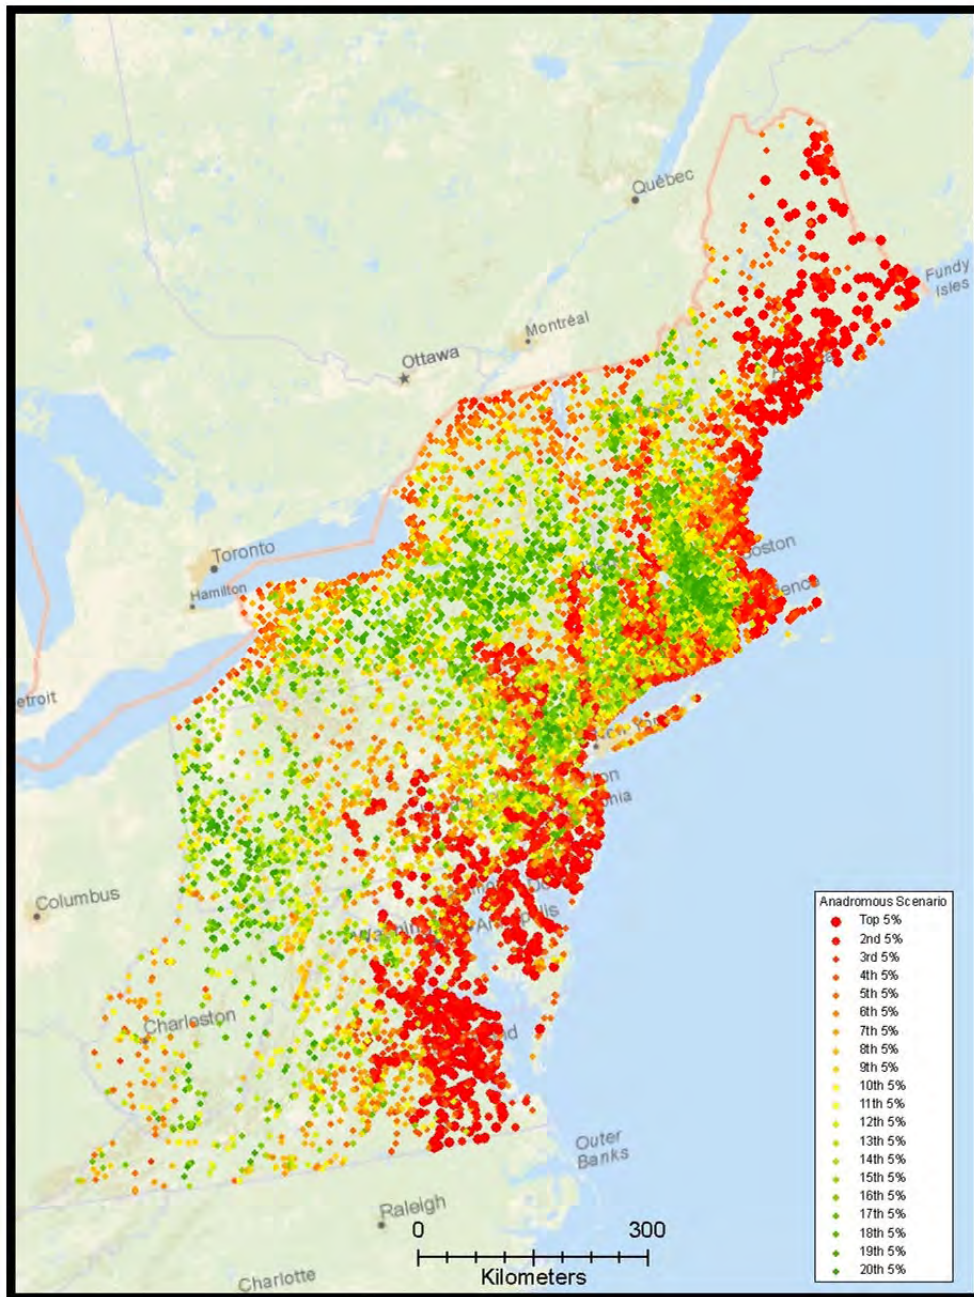 Québec
Fundy
Isles
Montréal
Ottawa
Toronto
Hamilton
Columbus
Charleston
Outer
Banks
Raleigh
Charlotte
0 300
Kilometers
Anadromous Scenario
Top 5%
2nd 5%
3rd 5%
4th 5%
5th 5%
6th 5%
7th 5%
8th 5%
9th 5%
10th 5%
11th 5%
12th 5%
13th 5%
14th 5%
15th 5%
16th 5%
17th 5%
18th 5%
19th 5%
20th 5%